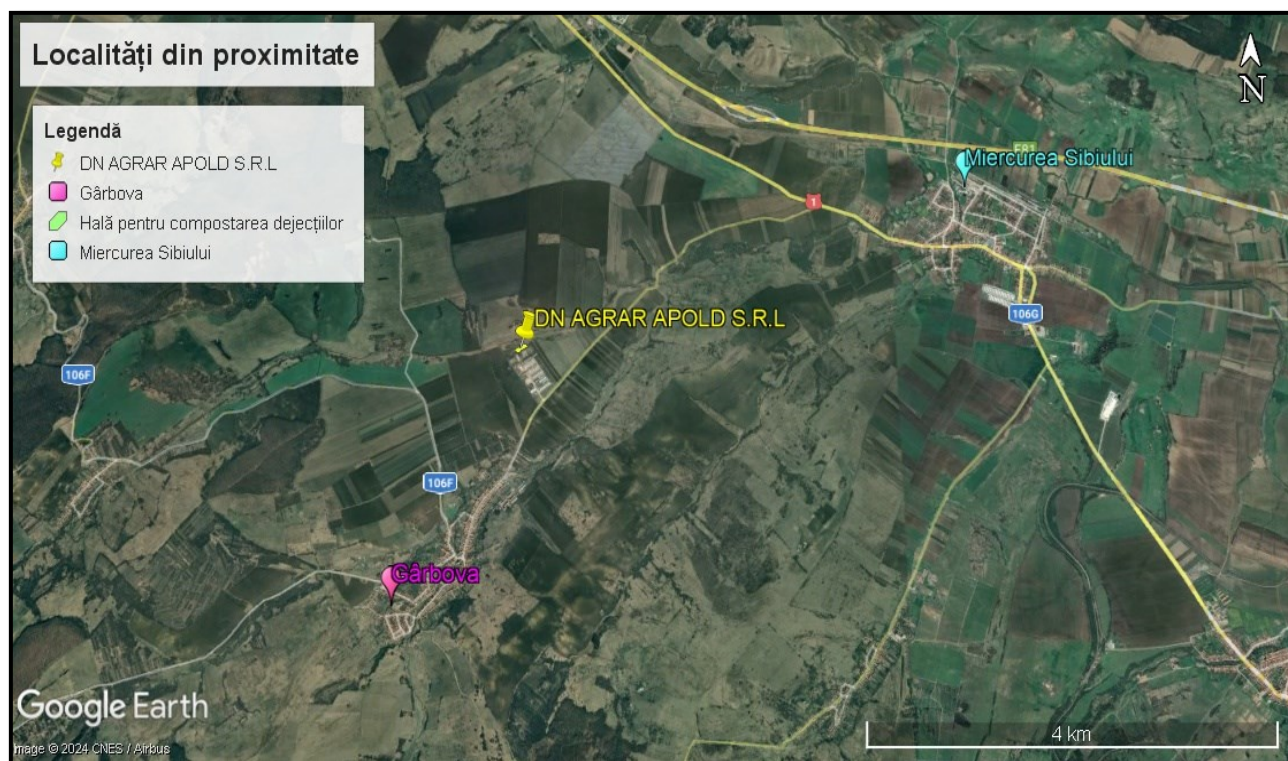 Localități din proximitate
N
Legendă
DN AGRAR APOLD S.R.L
Gârbova
Hală pentru compostarea dejecțiilor
Miercurea Sibiului
E81
Miercurea Sibiului
1
106G
DN AGRAR APOLD S.R.L
106F
106F
Gârbova
Google Earth
Image © 2024 CNES / Airbus
4 km